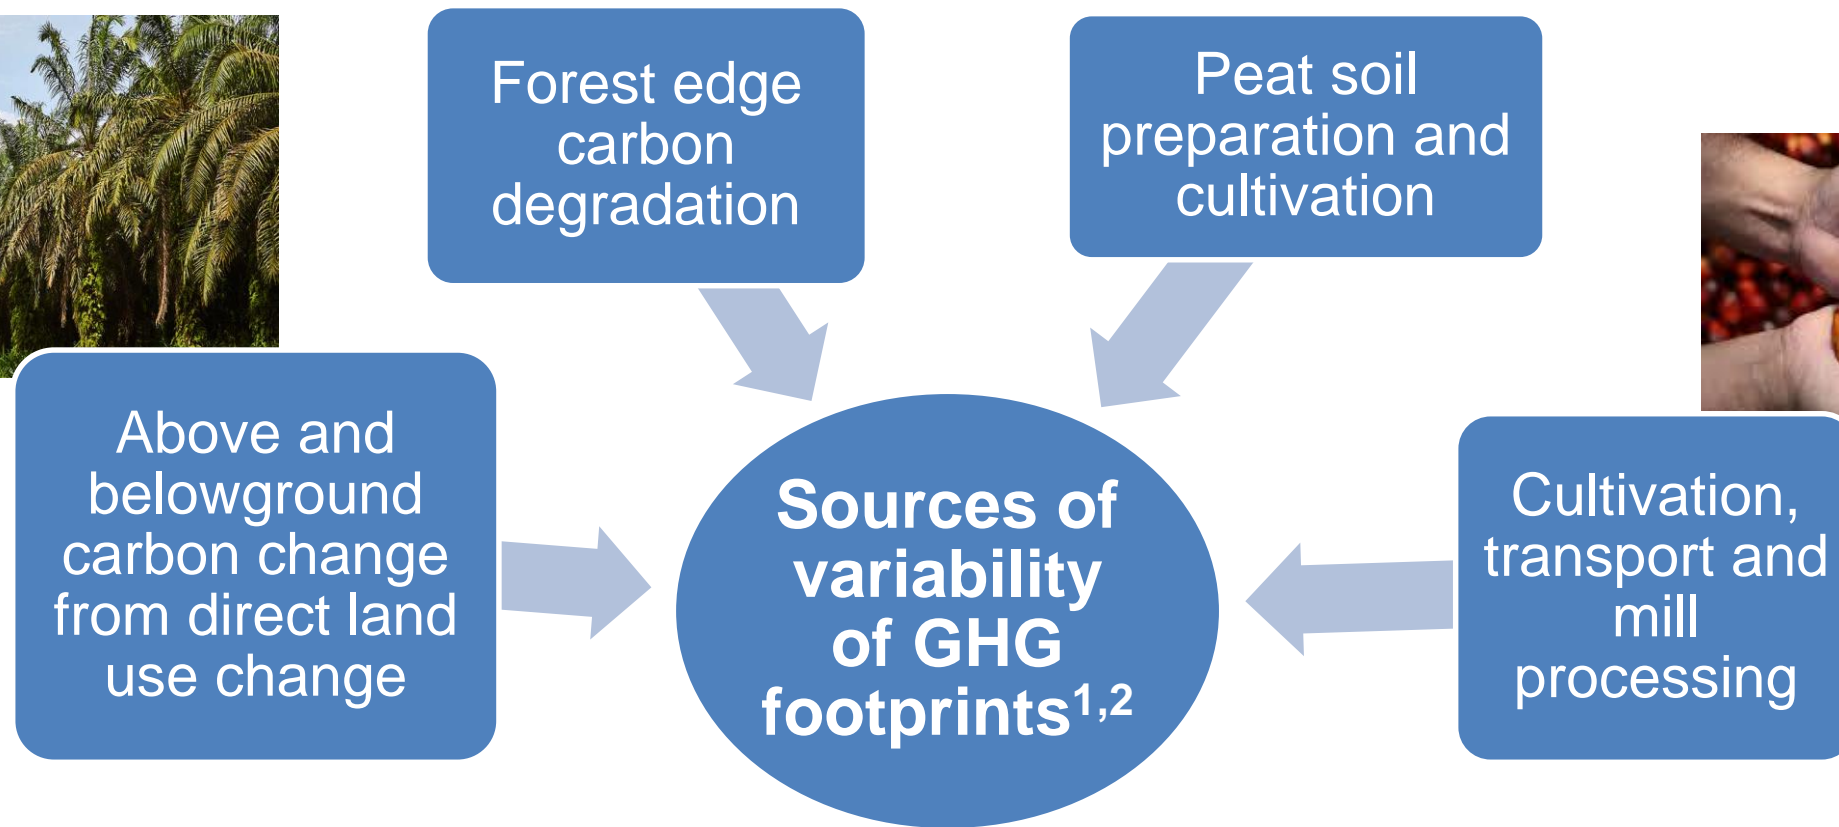 Forest edge
carbon
degradation
Peat soil
preparation and
cultivation
Above and
belowground
carbon change
from direct land
use change
Sources of
variability
of GHG
footprints¹,²
Cultivation,
transport and
mill
processing